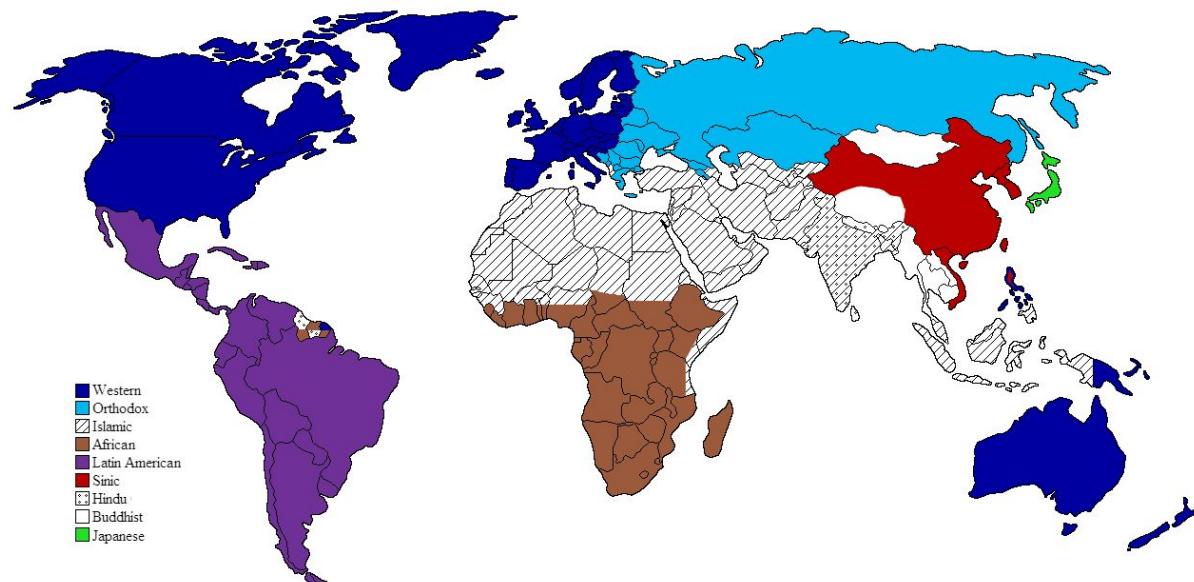 Western
Orthodox
Islamic
African
Latin American
Sinic
Hindu
Buddhist
Japanese